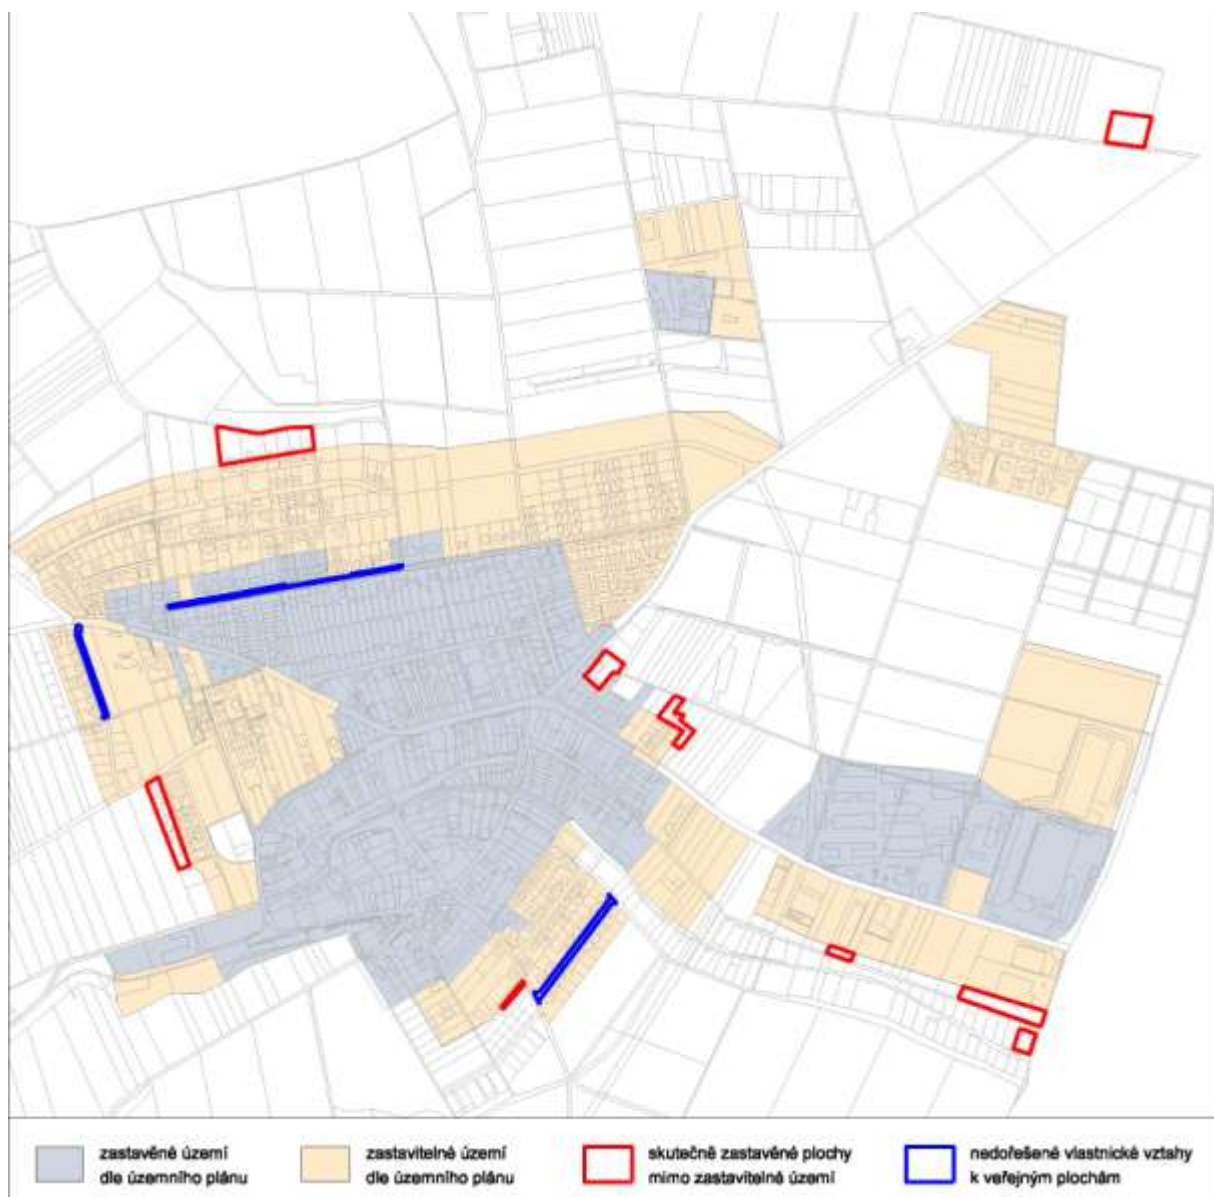 zastavěné území
dle územního plánu
zastavitelné území
dle územního plánu
skutečně zastavěné plochy
mimo zastavitelné území
nedořešené vlastnické vztahy
k veřejným plochám